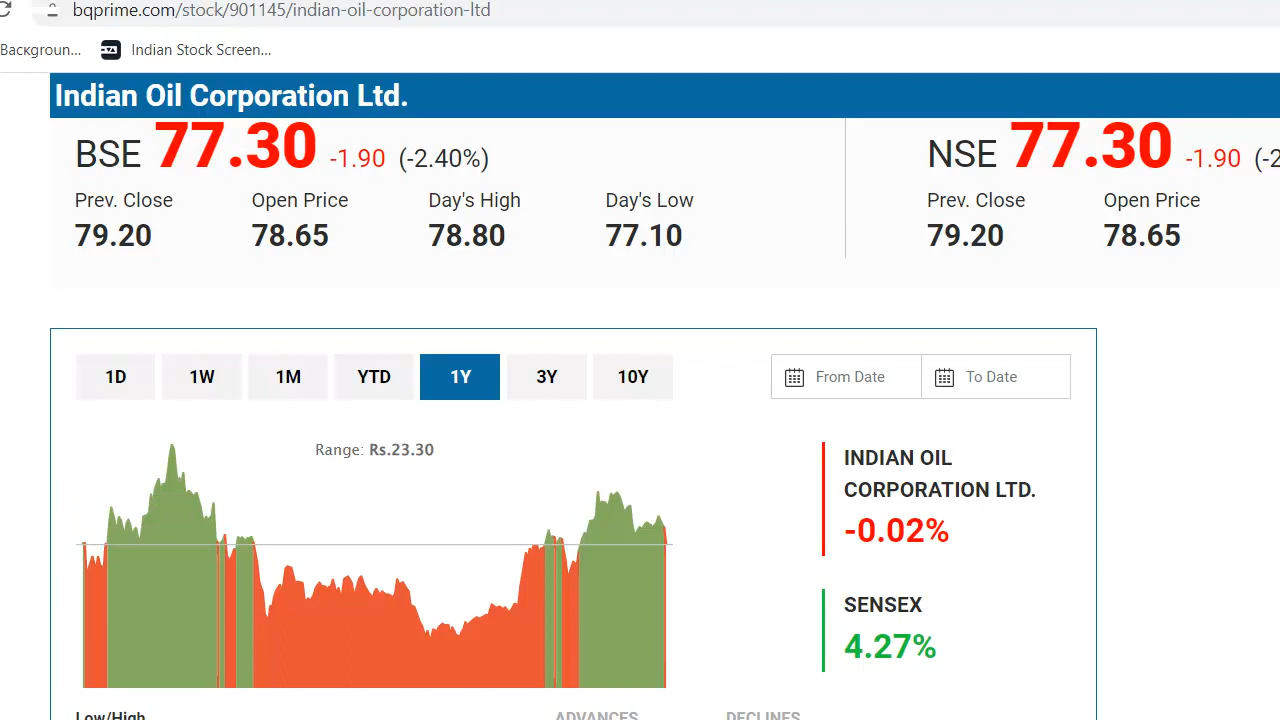 bqprime.com/stock/901145/indian-oil-corporation-ltd
Backgroun... Indian Stock Screen...
Indian Oil Corporation Ltd.
BSE 77.30 -1.90 (-2.40%)
Prev. Close Open Price Day's High Day's Low
79.20 78.65 78.80 77.10
NSE 77.30 -1.90 (-2
Prev. Close Open Price
79.20 78.65
1D 1W 1M YTD 1Y 3Y 10Y
From Date To Date
Range: Rs.23.30
INDIAN OIL
CORPORATION LTD.
-0.02%
SENSEX
4.27%
Low/High ADVANCES DECLINES